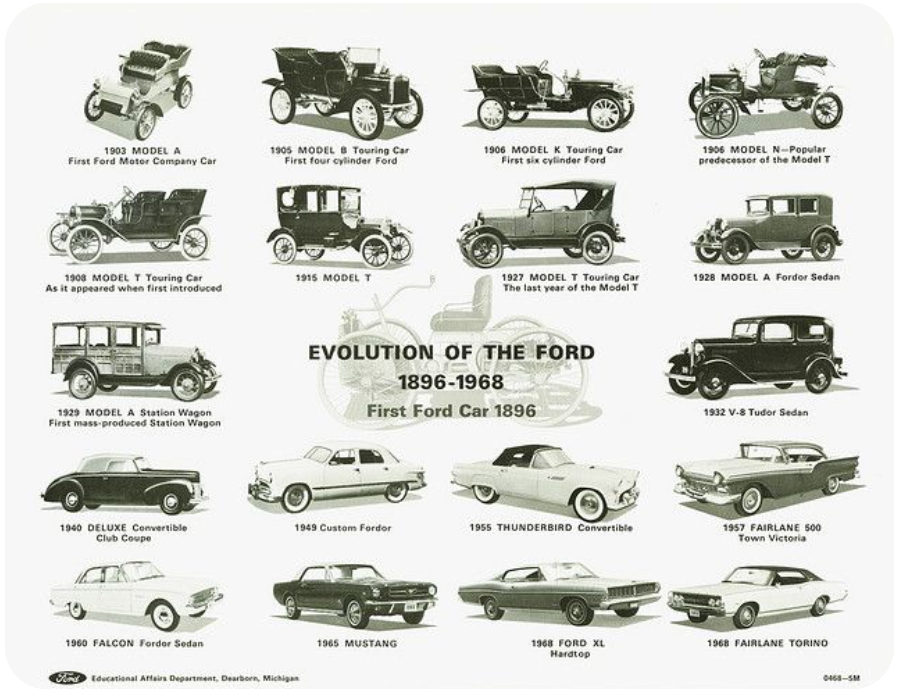 1903 MODEL A
First Ford Motor Company Car
1905 MODEL B Touring Car
First four cylinder Ford
1906 MODEL K Touring Car
First six cylinder Ford
1906 MODEL N—Popular
predecessor of the Model T
1908 MODEL T Touring Car
As it appeared when first introduced
1915 MODEL T
1927 MODEL T Touring Car
The last year of the Model T
1928 MODEL A Fordor Sedan
EVOLUTION OF THE FORD
1896-1968
First Ford Car 1896
1929 MODEL A Station Wagon
First mass-produced Station Wagon
1932 V-8 Tudor Sedan
1940 DELUXE Convertible
Club Coupe
1949 Custom Fordor
1955 THUNDERBIRD Convertible
1957 FAIRLANE 500
Town Victoria
1960 FALCON Fordor Sedan
1965 MUSTANG
1968 FORD XL
Hardtop
1968 FAIRLANE TORINO
Ford Educational Affairs Department, Dearborn, Michigan
0468—5M